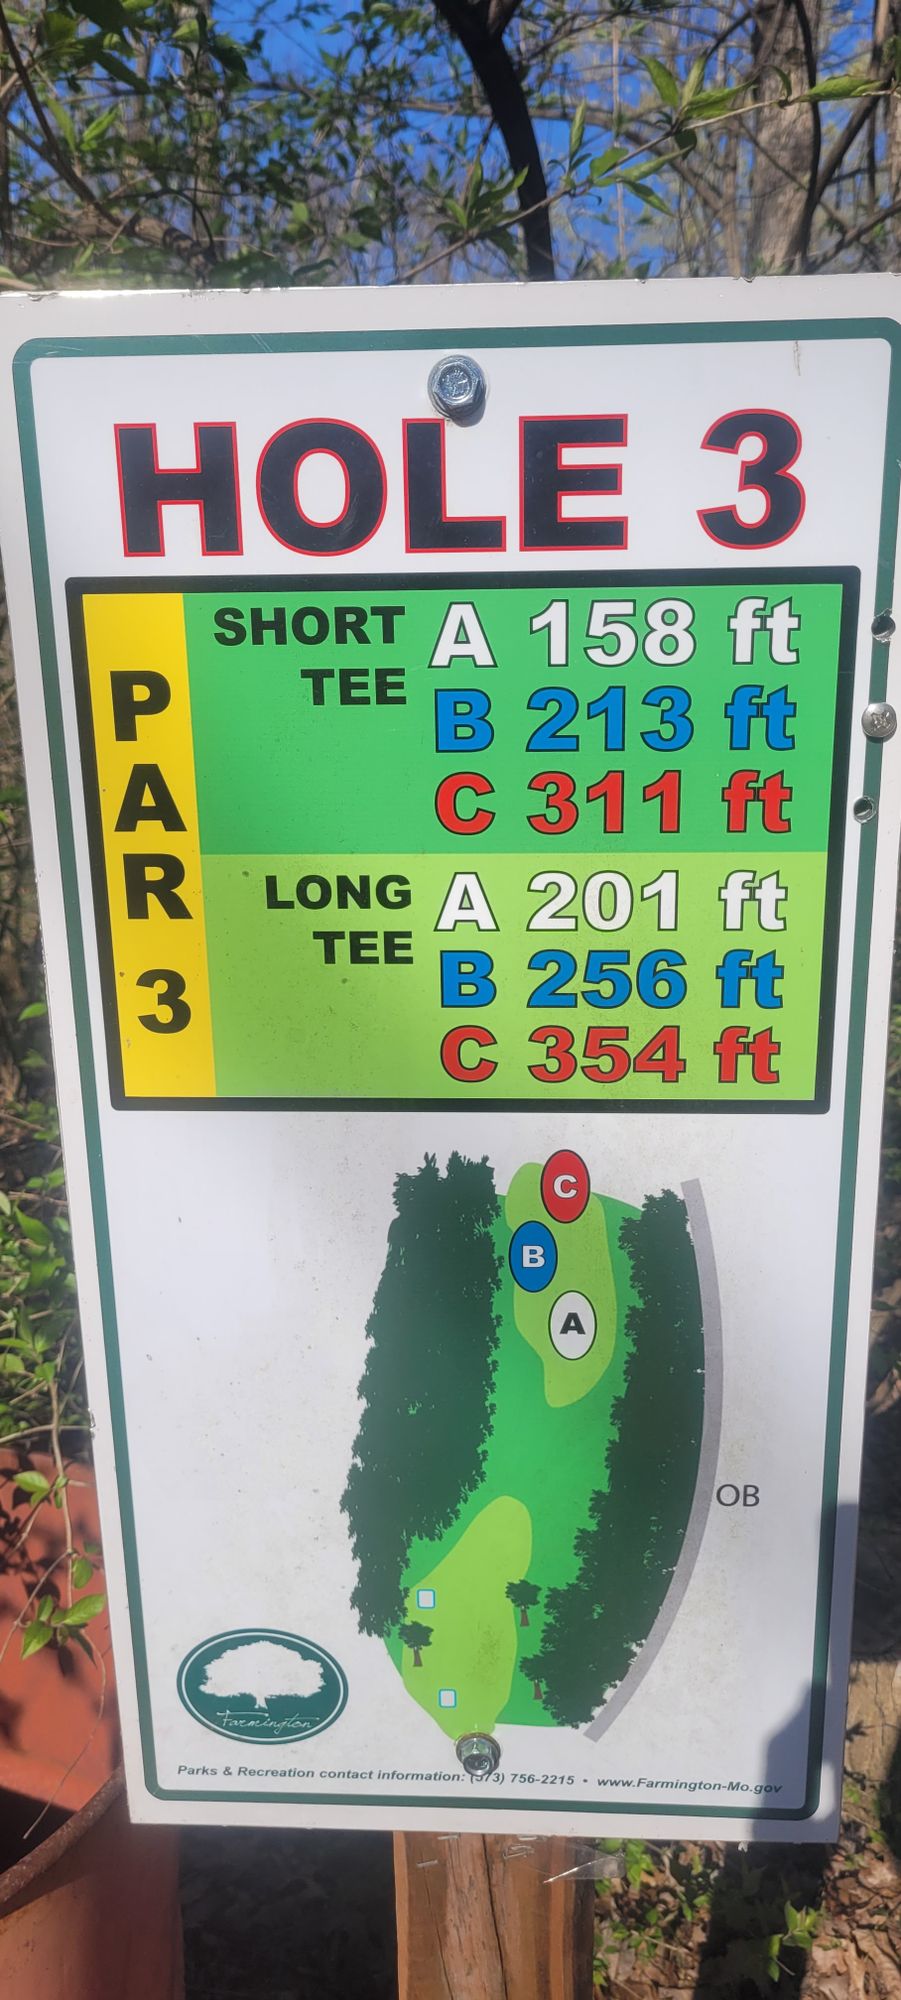 HOLE 3
PAR 3
SHORT TEE
A 158 ft
B 213 ft
C 311 ft
LONG TEE
A 201 ft
B 256 ft
C 354 ft
C
B
A
OB
Farmington
Parks & Recreation contact information: (573) 756-2215 • www.Farmington-Mo.gov